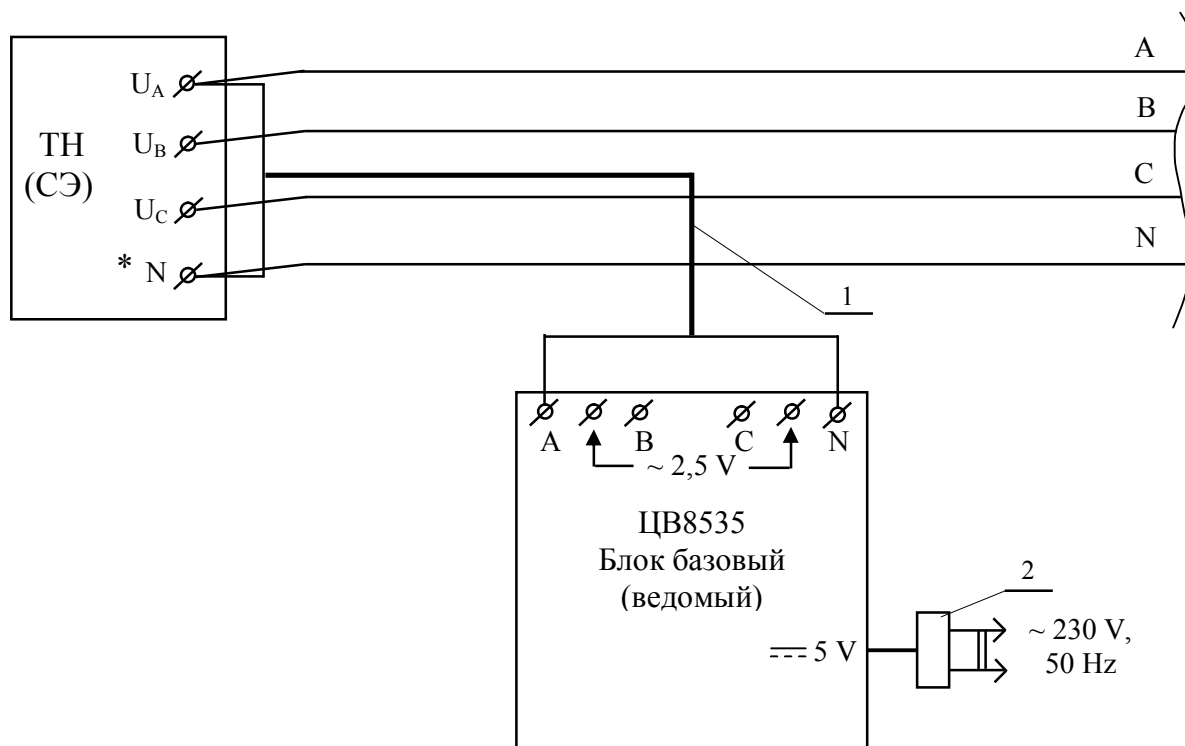 A
U_A
B
ТН
(СЭ)
U_B
C
U_C
N
* N
1
A
B
C
N
~ 2,5 V
ЦВ8535
Блок базовый
(ведомый)
2
5 V
~ 230 V,
50 Hz